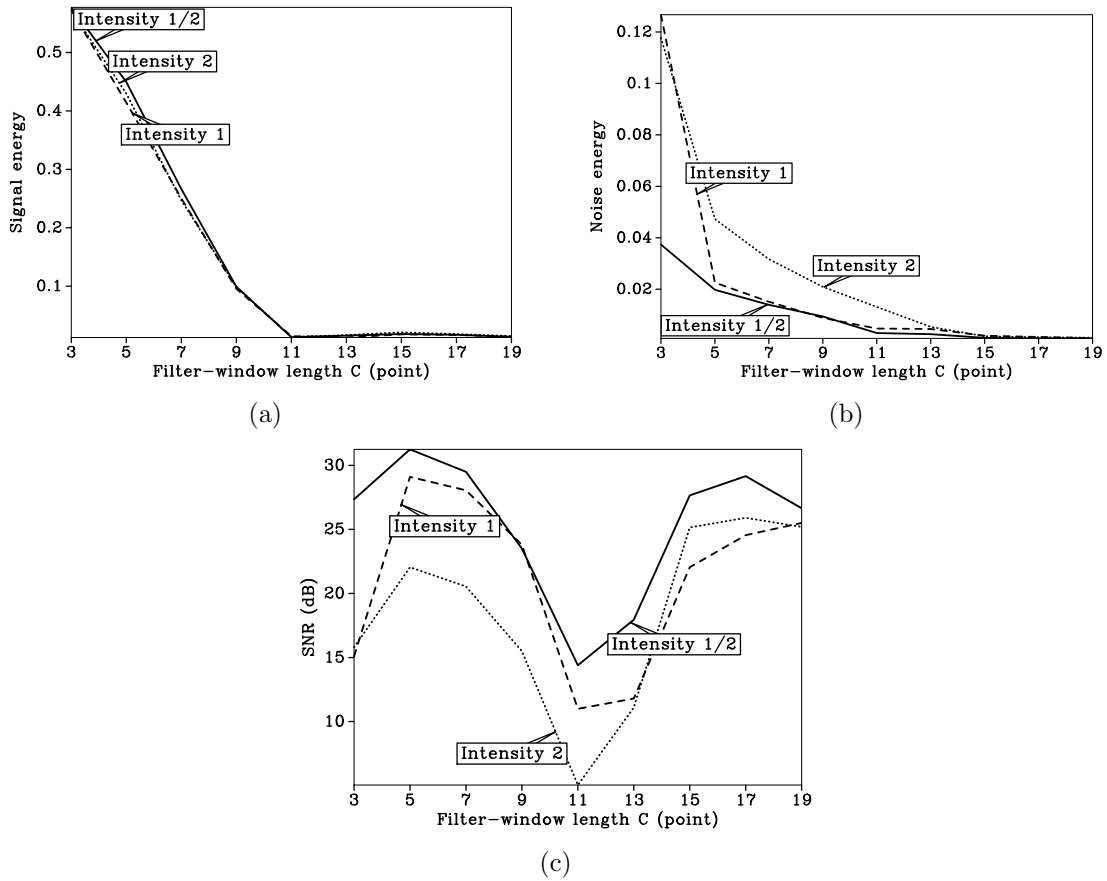 Intensity 1/2
Intensity 2
Intensity 1
Signal energy
0.5
0.4
0.3
0.2
0.1
3 5 7 9 11 13 15 17 19
Filter-window length C (point)
(a)
Intensity 1
Intensity 2
Intensity 1/2
Noise energy
0.12
0.1
0.08
0.06
0.04
0.02
3 5 7 9 11 13 15 17 19
Filter-window length C (point)
(b)
Intensity 1
Intensity 1/2
Intensity 2
SNR (dB)
30
25
20
15
10
3 5 7 9 11 13 15 17 19
Filter-window length C (point)
(c)